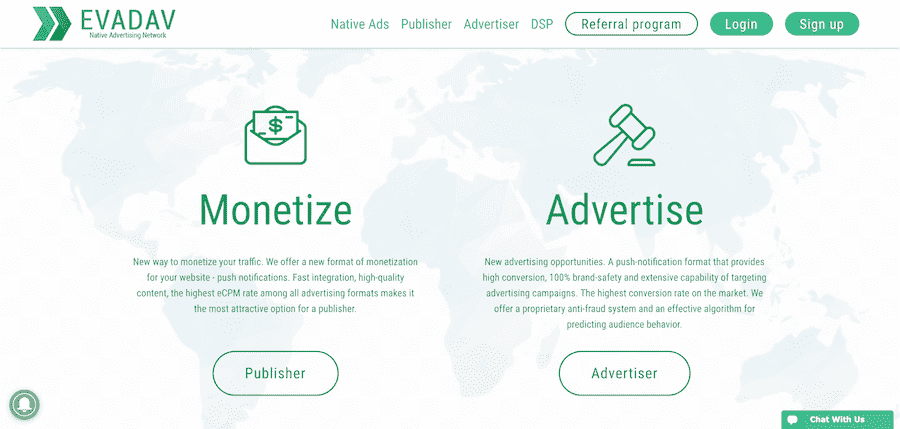 EVADAV
Native Advertising Network
Native Ads
Publisher
Advertiser
DSP
Referral program
Login
Sign up
$
Monetize
New way to monetize your traffic. We offer a new format of monetization
for your website - push notifications. Fast integration, high-quality
content, the highest eCPM rate among all advertising formats makes it
the most attractive option for a publisher.
Publisher
Advertise
New advertising opportunities. A push-notification format that provides
high conversion, 100% brand-safety and extensive capability of targeting
advertising campaigns. The highest conversion rate on the market. We
offer a proprietary anti-fraud system and an effective algorithm for
predicting audience behavior.
Advertiser
Chat With Us